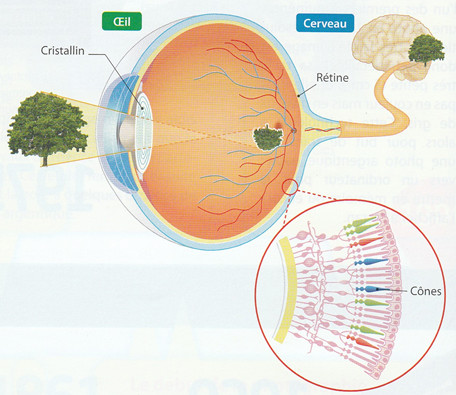 Œil
Cerveau
Cristallin
Rétine
Cônes